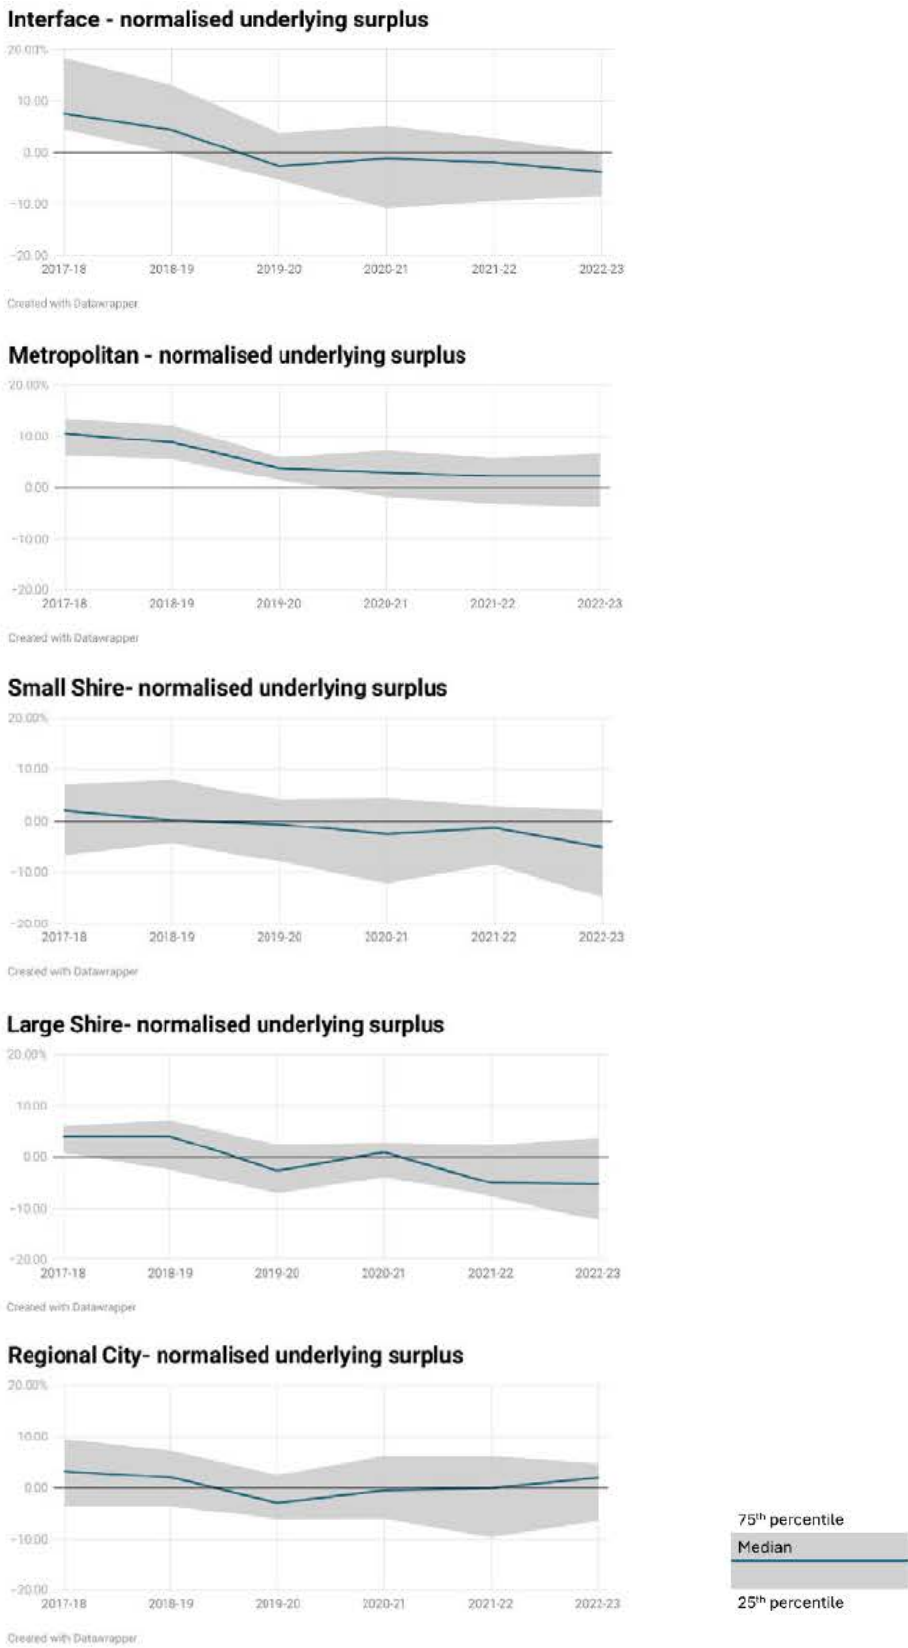 Interface - normalised underlying surplus
20.00%
10.00
0.00
−10.00
−20.00
2017-18 2018-19 2019-20 2020-21 2021-22 2022-23
Created with Datawrapper
Metropolitan - normalised underlying surplus
20.00%
10.00
0.00
−10.00
−20.00
2017-18 2018-19 2019-20 2020-21 2021-22 2022-23
Created with Datawrapper
Small Shire- normalised underlying surplus
20.00%
10.00
0.00
−10.00
−20.00
2017-18 2018-19 2019-20 2020-21 2021-22 2022-23
Created with Datawrapper
Large Shire- normalised underlying surplus
20.00%
10.00
0.00
−10.00
−20.00
2017-18 2018-19 2019-20 2020-21 2021-22 2022-23
Created with Datawrapper
Regional City- normalised underlying surplus
20.00%
10.00
0.00
−10.00
−20.00
2017-18 2018-19 2019-20 2020-21 2021-22 2022-23
Created with Datawrapper
75th percentile
Median
25th percentile